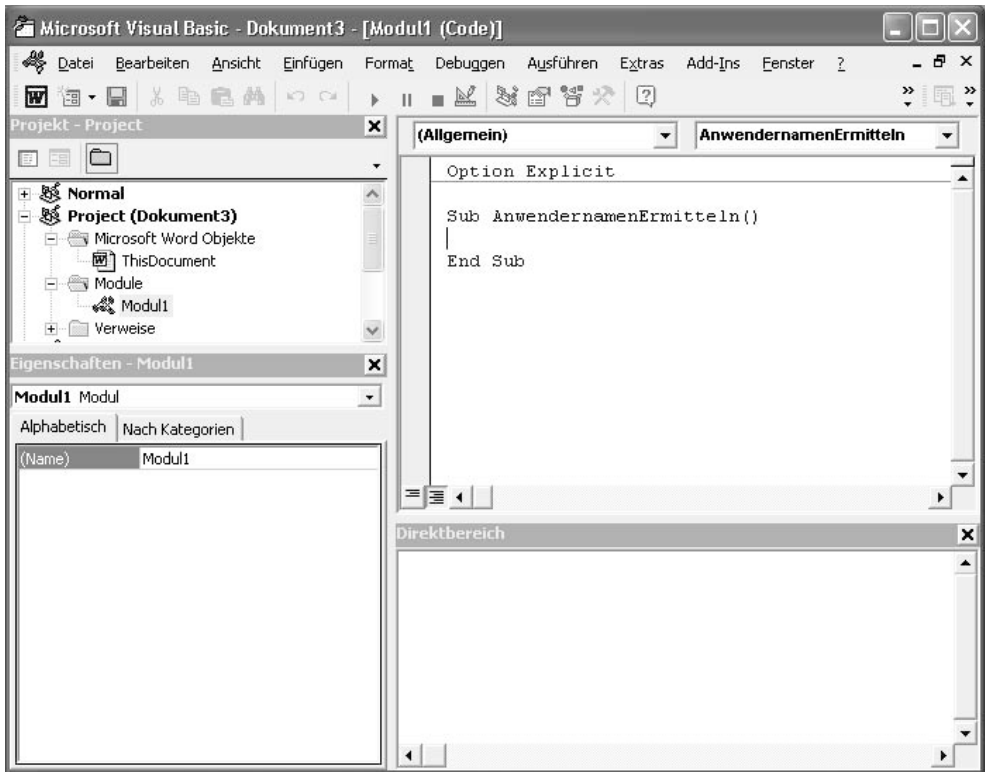 Microsoft Visual Basic - Dokument3 - [Modul1 (Code)]
Datei Bearbeiten Ansicht Einfügen Format Debuggen Ausführen Extras Add-Ins Fenster ?
Projekt - Project
Normal
Project (Dokument3)
Microsoft Word Objekte
ThisDocument
Module
Modul1
Verweise
Eigenschaften - Modul1
Modul1 Modul
Alphabetisch Nach Kategorien
(Name) Modul1
(Allgemein) AnwendernamenErmitteln
Option Explicit
Sub AnwendernamenErmitteln()
End Sub
Direktbereich